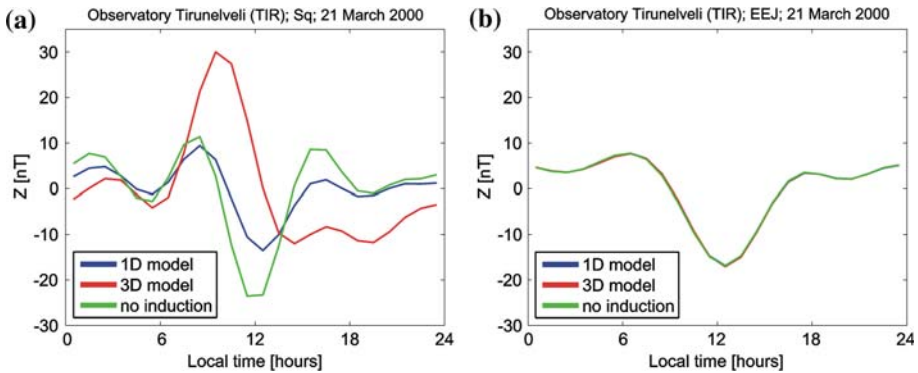 (a)
Observatory Tirunelveli (TIR); Sq; 21 March 2000
30
20
10
0
-10
-20
-30
Z [nT]
1D model
3D model
no induction
0 6 12 18 24
Local time [hours]
(b)
Observatory Tirunelveli (TIR); EEJ; 21 March 2000
30
20
10
0
-10
-20
-30
Z [nT]
1D model
3D model
no induction
0 6 12 18 24
Local time [hours]